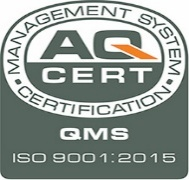 MANAGEMENT SYSTEM
AQ
CERT
CERTIFICATION
QMS
ISO 9001:2015